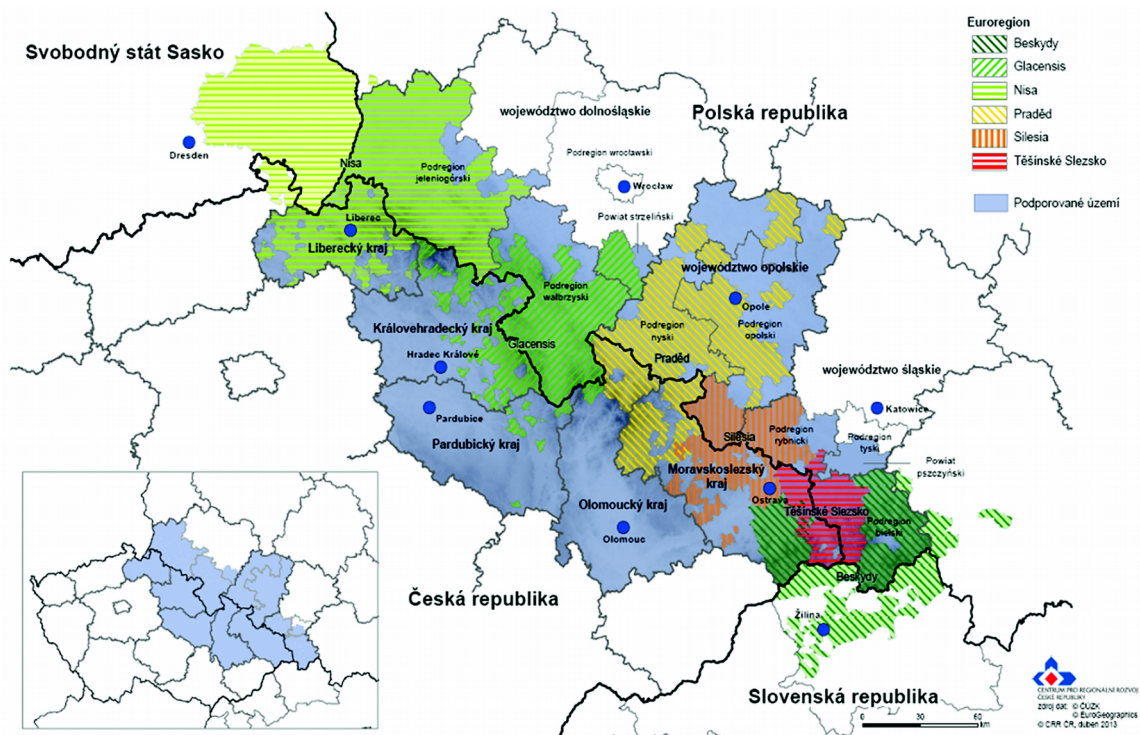 Svobodný stát Sasko
Dresden
Nisa
Podregion
jeleniogórski
Liberec
Liberecký kraj
województwo dolnośląskie
Polská republika
Podregion wrocławski
Wrocław
Powiat strzeliński
Podregion
wałbrzyski
Královehradecký kraj
Hradec Králové
Glacensis
Pardubice
Pardubický kraj
województwo opolskie
Opole
Podregion
nyski
Podregion
opolski
Praděd
województwo śląskie
Katowice
Silesia
Podregion
rybnicki
Podregion
tyski
Powiat
pszczyński
Moravskoslezský
kraj
Ostrava
Těšínské Slezsko
Podregion
bielski
Olomoucký kraj
Olomouc
Beskydy
Žilina
Česká republika
Slovenská republika
Euroregion
Beskydy
Glacensis
Nisa
Praděd
Silesia
Těšínské Slezsko
Podporované území
CENTRUM PRO REGIONÁLNÍ ROZVOJ
ČESKÉ REPUBLIKY
zdroj dat: © ČÚZK
© EuroGeographics
© CRR ČR, duben 2013
0 30 60
km